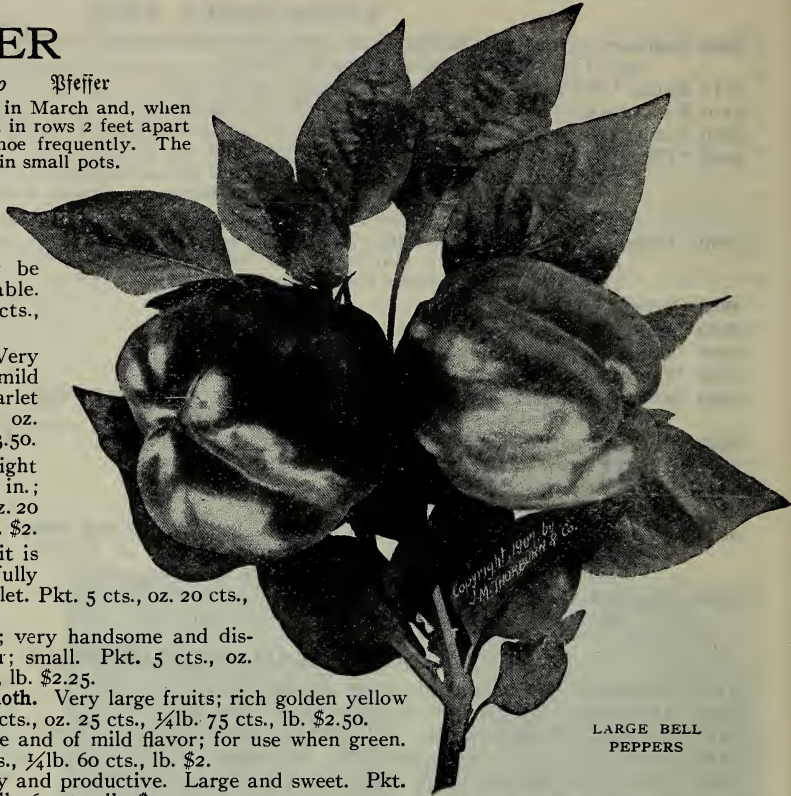 ER
o Pfeffer
in March and, when
in rows 2 feet apart
hoe frequently. The
in small pots.
be
able.
cts.,
Very
mild
arlet
oz.
3.50.
ight
in.;
z. 20
$2.
it is
fully
let. Pkt. 5 cts., oz. 20 cts.,
; very handsome and dis-
r; small. Pkt. 5 cts., oz.
, lb. $2.25.
oth. Very large fruits; rich golden yellow
cts., oz. 25 cts., ¼lb. 75 cts., lb. $2.50.
e and of mild flavor; for use when green.
s., ¼lb. 60 cts., lb. $2.
y and productive. Large and sweet. Pkt.
Copyright, by
J.M. THORBURN & Co.
LARGE BELL
PEPPERS